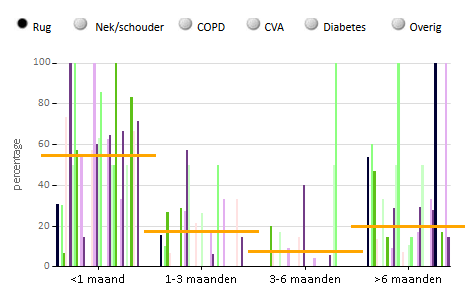 Rug Nek/schouder COPD CVA Diabetes Overig
100
80
60
40
20
0
percentage
<1 maand 1-3 maanden 3-6 maanden >6 maanden